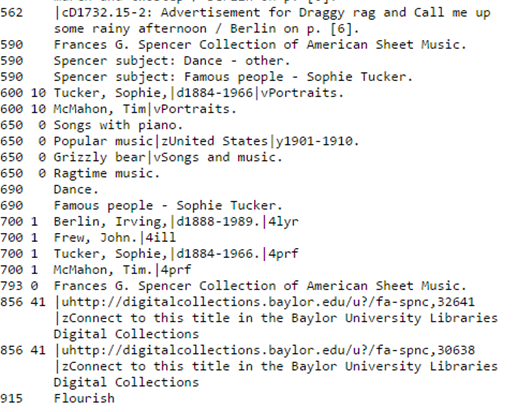 562    |cD1732.15-2: Advertisement for Draggy rag and Call me up
       some rainy afternoon / Berlin on p. [6].
590    Frances G. Spencer Collection of American Sheet Music.
590    Spencer subject: Dance - other.
590    Spencer subject: Famous people - Sophie Tucker.
600 10 Tucker, Sophie,|d1884-1966|vPortraits.
600 10 McMahon, Tim|vPortraits.
650  0 Songs with piano.
650  0 Popular music|zUnited States|y1901-1910.
650  0 Grizzly bear|vSongs and music.
650  0 Ragtime music.
690    Dance.
690    Famous people - Sophie Tucker.
700 1  Berlin, Irving,|d1888-1989.|4lyr
700 1  Frew, John.|4ill
700 1  Tucker, Sophie,|d1884-1966.|4prf
700 1  McMahon, Tim.|4prf
793 0  Frances G. Spencer Collection of American Sheet Music.
856 41 |uhttp://digitalcollections.baylor.edu/u?/fa-spnc,32641
       |zConnect to this title in the Baylor University Libraries
       Digital Collections
856 41 |uhttp://digitalcollections.baylor.edu/u?/fa-spnc,30638
       |zConnect to this title in the Baylor University Libraries
       Digital Collections
915    Flourish